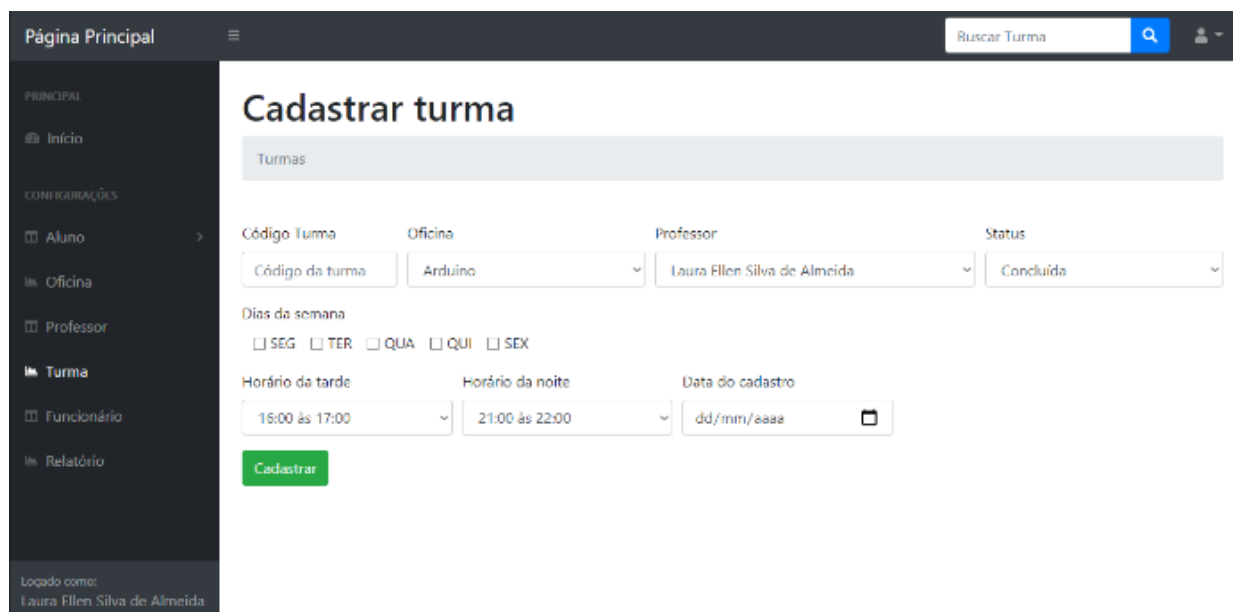 Página Principal
Buscar Turma
PRINCIPAL
Início
CONFIGURAÇÕES
Aluno
Oficina
Professor
Turma
Funcionário
Relatório
Logado como:
Laura Ellen Silva de Almeida
Cadastrar turma
Turmas
Código Turma Oficina Professor Status
Código da turma Arduino Laura Ellen Silva de Almeida Concluída
Dias da semana
SEG TER QUA QUI SEX
Horário da tarde Horário da noite Data do cadastro
16:00 às 17:00 21:00 às 22:00 dd/mm/aaaa
Cadastrar